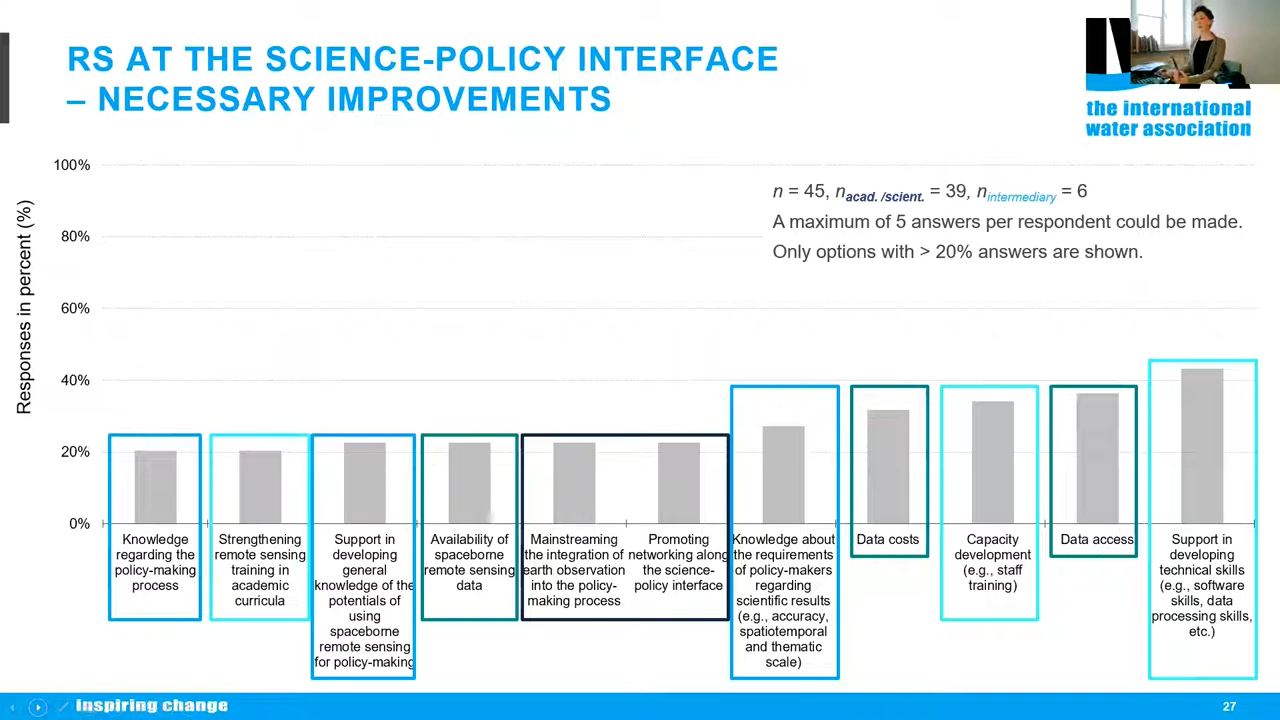 RS AT THE SCIENCE-POLICY INTERFACE
– NECESSARY IMPROVEMENTS
the international
water association
Responses in percent (%)
100%
80%
60%
40%
20%
0%
n = 45, nacad. /scient. = 39, nintermediary = 6
A maximum of 5 answers per respondent could be made.
Only options with > 20% answers are shown.
Knowledge
regarding the
policy-making
process
Strengthening
remote sensing
training in
academic
curricula
Support in
developing
general
knowledge of the
potentials of
using
spaceborne
remote sensing
for policy-making
Availability of
spaceborne
remote sensing
data
Mainstreaming
the integration of
earth observation
into the policy-
making process
Promoting
networking along
the science-
policy interface
Knowledge about
the requirements
of policy-makers
regarding
scientific results
(e.g., accuracy,
spatiotemporal
and thematic
scale)
Data costs
Capacity
development
(e.g., staff
training)
Data access
Support in
developing
technical skills
(e.g., software
skills, data
processing skills,
etc.)
inspiring change
27